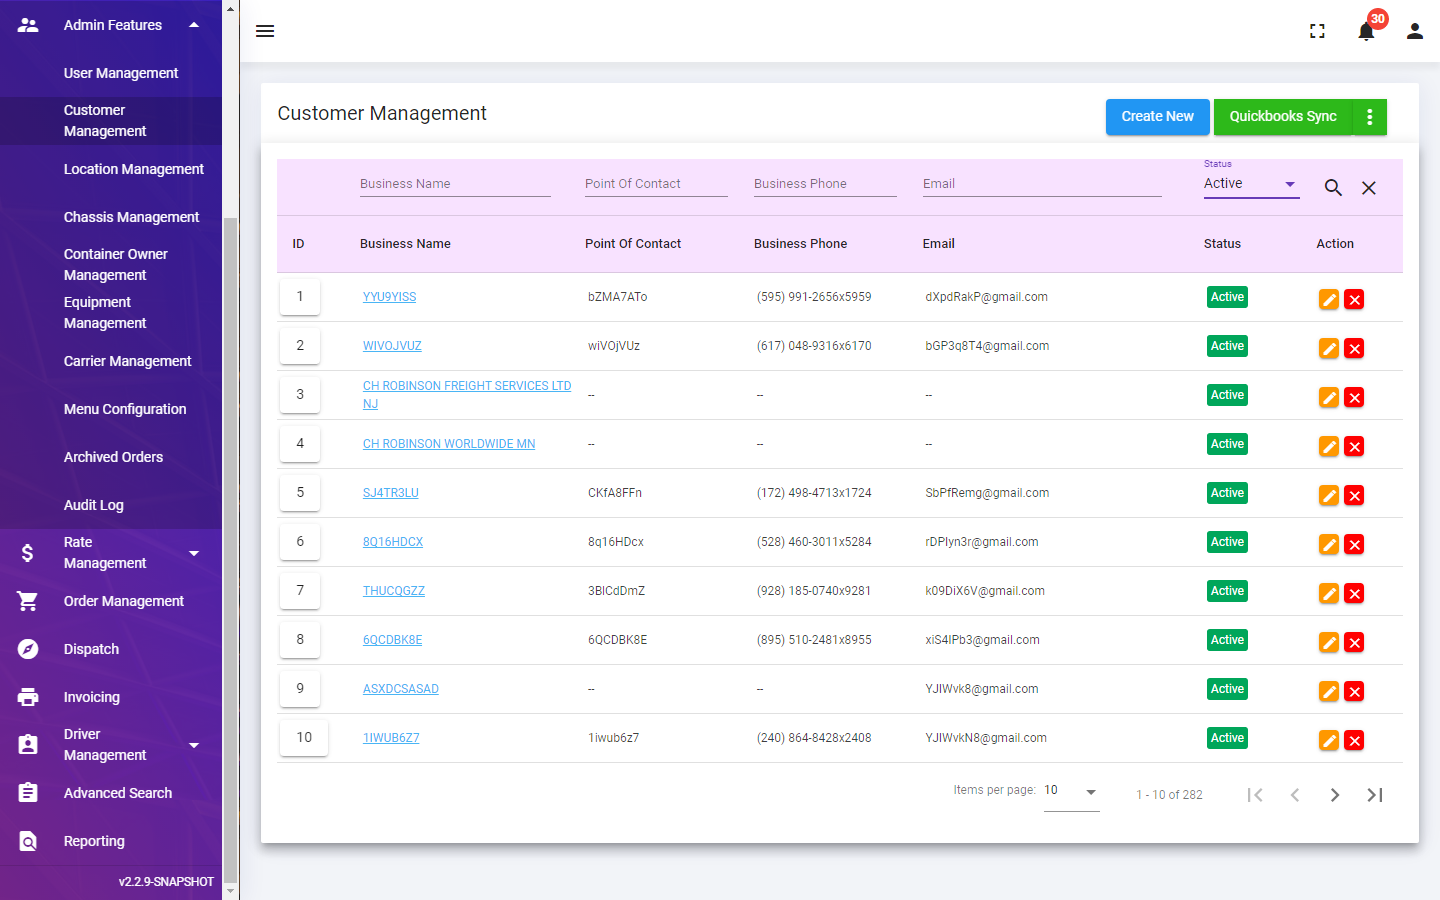 Admin Features
User Management
Customer
Management
Location Management
Chassis Management
Container Owner
Management
Equipment
Management
Carrier Management
Menu Configuration
Archived Orders
Audit Log
Rate
Management
Order Management
Dispatch
Invoicing
Driver
Management
Advanced Search
Reporting
v2.2.9-SNAPSHOT
30
Customer Management
Create New
Quickbooks Sync
Business Name Point Of Contact Business Phone Email Status Active
ID Business Name Point Of Contact Business Phone Email Status Action
1 YYU9YISS bZMA7ATo (595) 991-2656x5959 dXpdRakP@gmail.com Active
2 WIVOJVUZ wiVOjVUz (617) 048-9316x6170 bGP3q8T4@gmail.com Active
3 CH ROBINSON FREIGHT SERVICES LTD -- -- -- Active
NJ
4 CH ROBINSON WORLDWIDE MN -- -- -- Active
5 SJ4TR3LU CKfA8FFn (172) 498-4713x1724 SbPfRemg@gmail.com Active
6 8Q16HDCX 8q16HDcx (528) 460-3011x5284 rDPIyn3r@gmail.com Active
7 THUCQGZZ 3BICdDmZ (928) 185-0740x9281 k09DiX6V@gmail.com Active
8 6QCDBK8E 6QCDBK8E (895) 510-2481x8955 xiS4IPb3@gmail.com Active
9 ASXDCSASAD -- -- YJIWvk8@gmail.com Active
10 1IWUB6Z7 1iwub6z7 (240) 864-8428x2408 YJIWvkN8@gmail.com Active
Items per page: 10 1 - 10 of 282